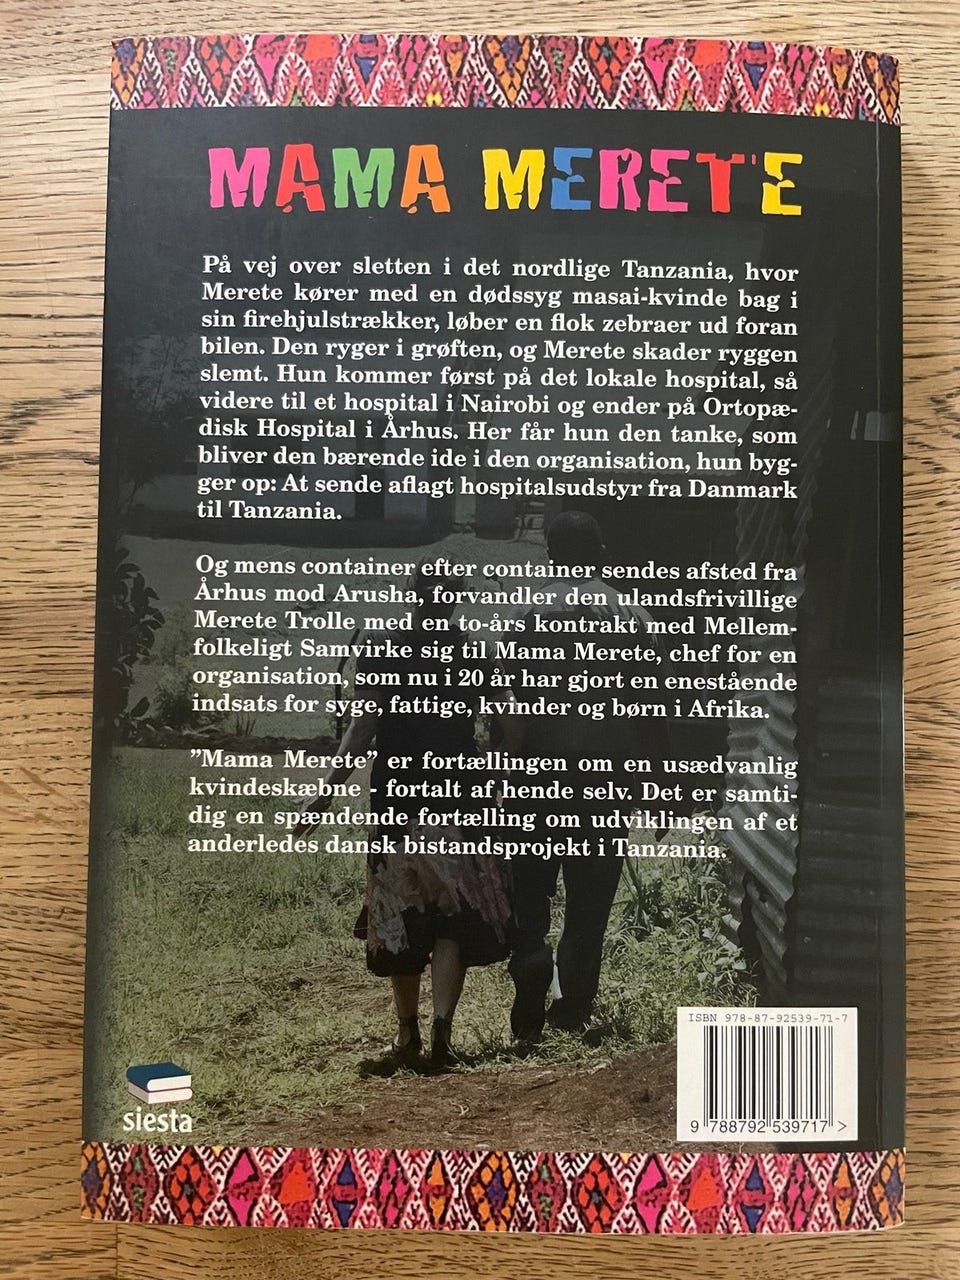 MAMA MERETE
På vej over sletten i det nordlige Tanzania, hvor
Merete kører med en dødssyg masai-kvinde bag i
sin firehjulstrækker, løber en flok zebraer ud foran
bilen. Den ryger i grøften, og Merete skader ryggen
slemt. Hun kommer først på det lokale hospital, så
videre til et hospital i Nairobi og ender på Ortopæ-
disk Hospital i Århus. Her får hun den tanke, som
bliver den bærende ide i den organisation, hun byg-
ger op: At sende aflagt hospitalsudstyr fra Danmark
til Tanzania.
Og mens container efter container sendes afsted fra
Århus mod Arusha, forvandler den ulandsfrivillige
Merete Trolle med en to-års kontrakt med Mellem-
folkeligt Samvirke sig til Mama Merete, chef for en
organisation, som nu i 20 år har gjort en enestående
indsats for syge, fattige, kvinder og børn i Afrika.
"Mama Merete" er fortællingen om en usædvanlig
kvindeskæbne - fortalt af hende selv. Det er samti-
dig en spændende fortælling om udviklingen af et
anderledes dansk bistandsprojekt i Tanzania.
ISBN 978-87-92539-71-7
9 788792 539717 >
siesta